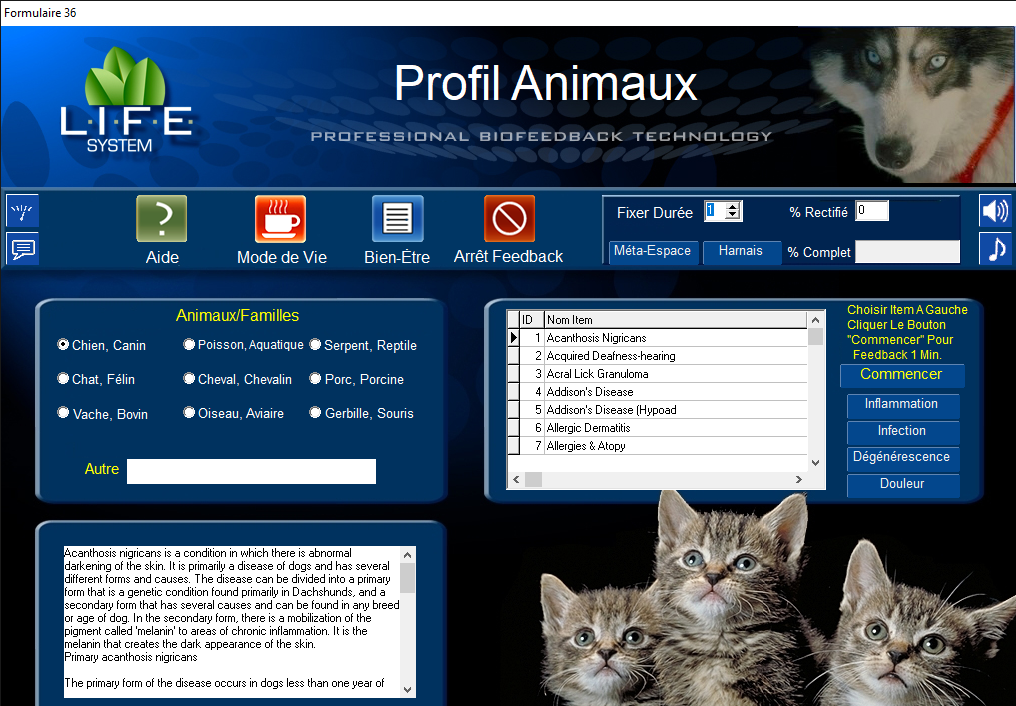 Formulaire 36
Profil Animaux
L·I·F·E
SYSTEM
PROFESSIONAL BIOFEEDBACK TECHNOLOGY
Aide
Mode de Vie
Bien-Être
Arrêt Feedback
Fixer Durée 1
% Rectifié 0
Méta-Espace
Harnais
% Complet
Animaux/Familles
Chien, Canin
Poisson, Aquatique
Serpent, Reptile
Chat, Félin
Cheval, Chevalin
Porc, Porcine
Vache, Bovin
Oiseau, Aviaire
Gerbille, Souris
Autre
ID Nom Item
1 Acanthosis Nigricans
2 Acquired Deafness-hearing
3 Acral Lick Granuloma
4 Addison's Disease
5 Addison's Disease (Hypoad
6 Allergic Dermatitis
7 Allergies & Atopy
Choisir Item A Gauche
Cliquer Le Bouton
"Commencer" Pour
Feedback 1 Min.
Commencer
Inflammation
Infection
Dégénérescence
Douleur
Acanthosis nigricans is a condition in which there is abnormal
darkening of the skin. It is primarily a disease of dogs and has several
different forms and causes. The disease can be divided into a primary
form that is a genetic condition found primarily in Dachshunds, and a
secondary form that has several causes and can be found in any breed
or age of dog. In the secondary form, there is a mobilization of the
pigment called 'melanin' to areas of chronic inflammation. It is the
melanin that creates the dark appearance of the skin.
Primary acanthosis nigricans
The primary form of the disease occurs in dogs less than one year of